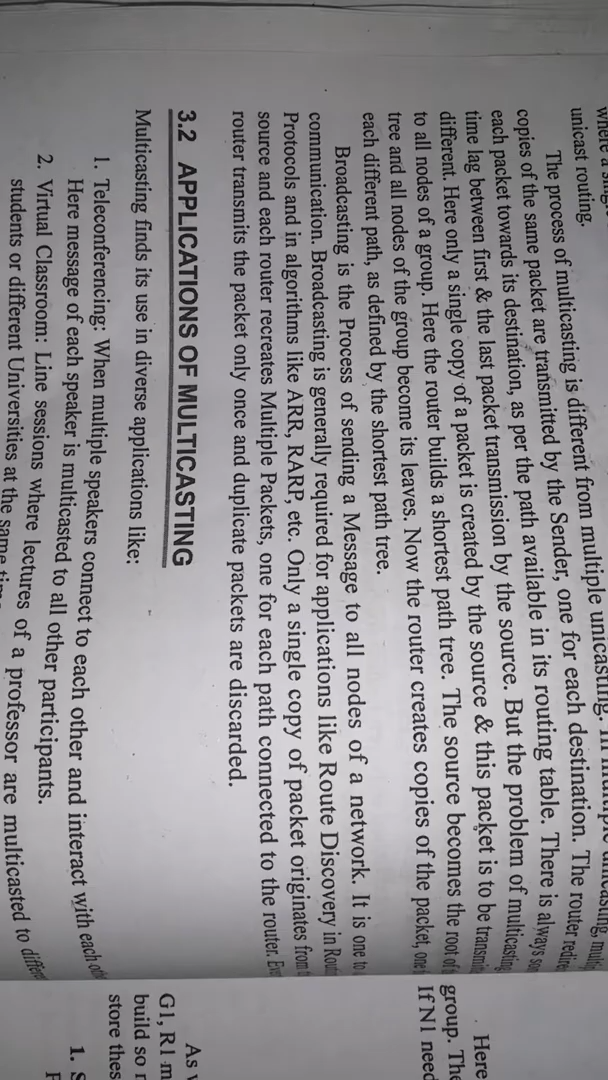 where a
unicast routing.
The process of multicasting is different from multiple unicasting. In multiple unicasting,
copies of the same packet are transmitted by the Sender, one for each destination. The router
each packet towards its destination, as per the path available in its routing table. There is always
time lag between first & the last packet transmission by the source. But the problem of multicasting
different. Here only a single copy of a packet is created by the source & this packet is to be
to all nodes of a group. Here the router builds a shortest path tree. The source becomes the root of
tree and all nodes of the group become its leaves. Now the router creates copies of the packet, one
each different path, as defined by the shortest path tree.
Broadcasting is the Process of sending a Message to all nodes of a network. It is one to
communication. Broadcasting is generally required for applications like Route Discovery in
Protocols and in algorithms like ARR, RARP, etc. Only a single copy of packet originates from
source and each router recreates Multiple Packets, one for each path connected to the router.
router transmits the packet only once and duplicate packets are discarded.
3.2 APPLICATIONS OF MULTICASTING
Multicasting finds its use in diverse applications like:
1. Teleconferencing: When multiple speakers connect to each other and interact with each
Here message of each speaker is multicasted to all other participants.
2. Virtual Classroom: Line sessions where lectures of a professor are multicasted to
students or different Universities at the same
Here
group. The
If N1 need
As
G1, R1
build so
store
1.